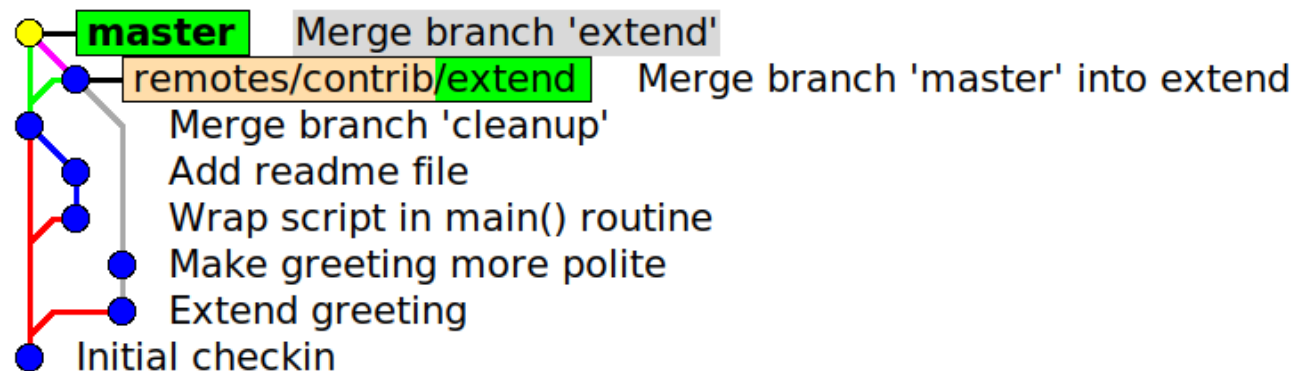 master Merge branch 'extend'
remotes/contrib/extend Merge branch 'master' into extend
Merge branch 'cleanup'
Add readme file
Wrap script in main() routine
Make greeting more polite
Extend greeting
Initial checkin